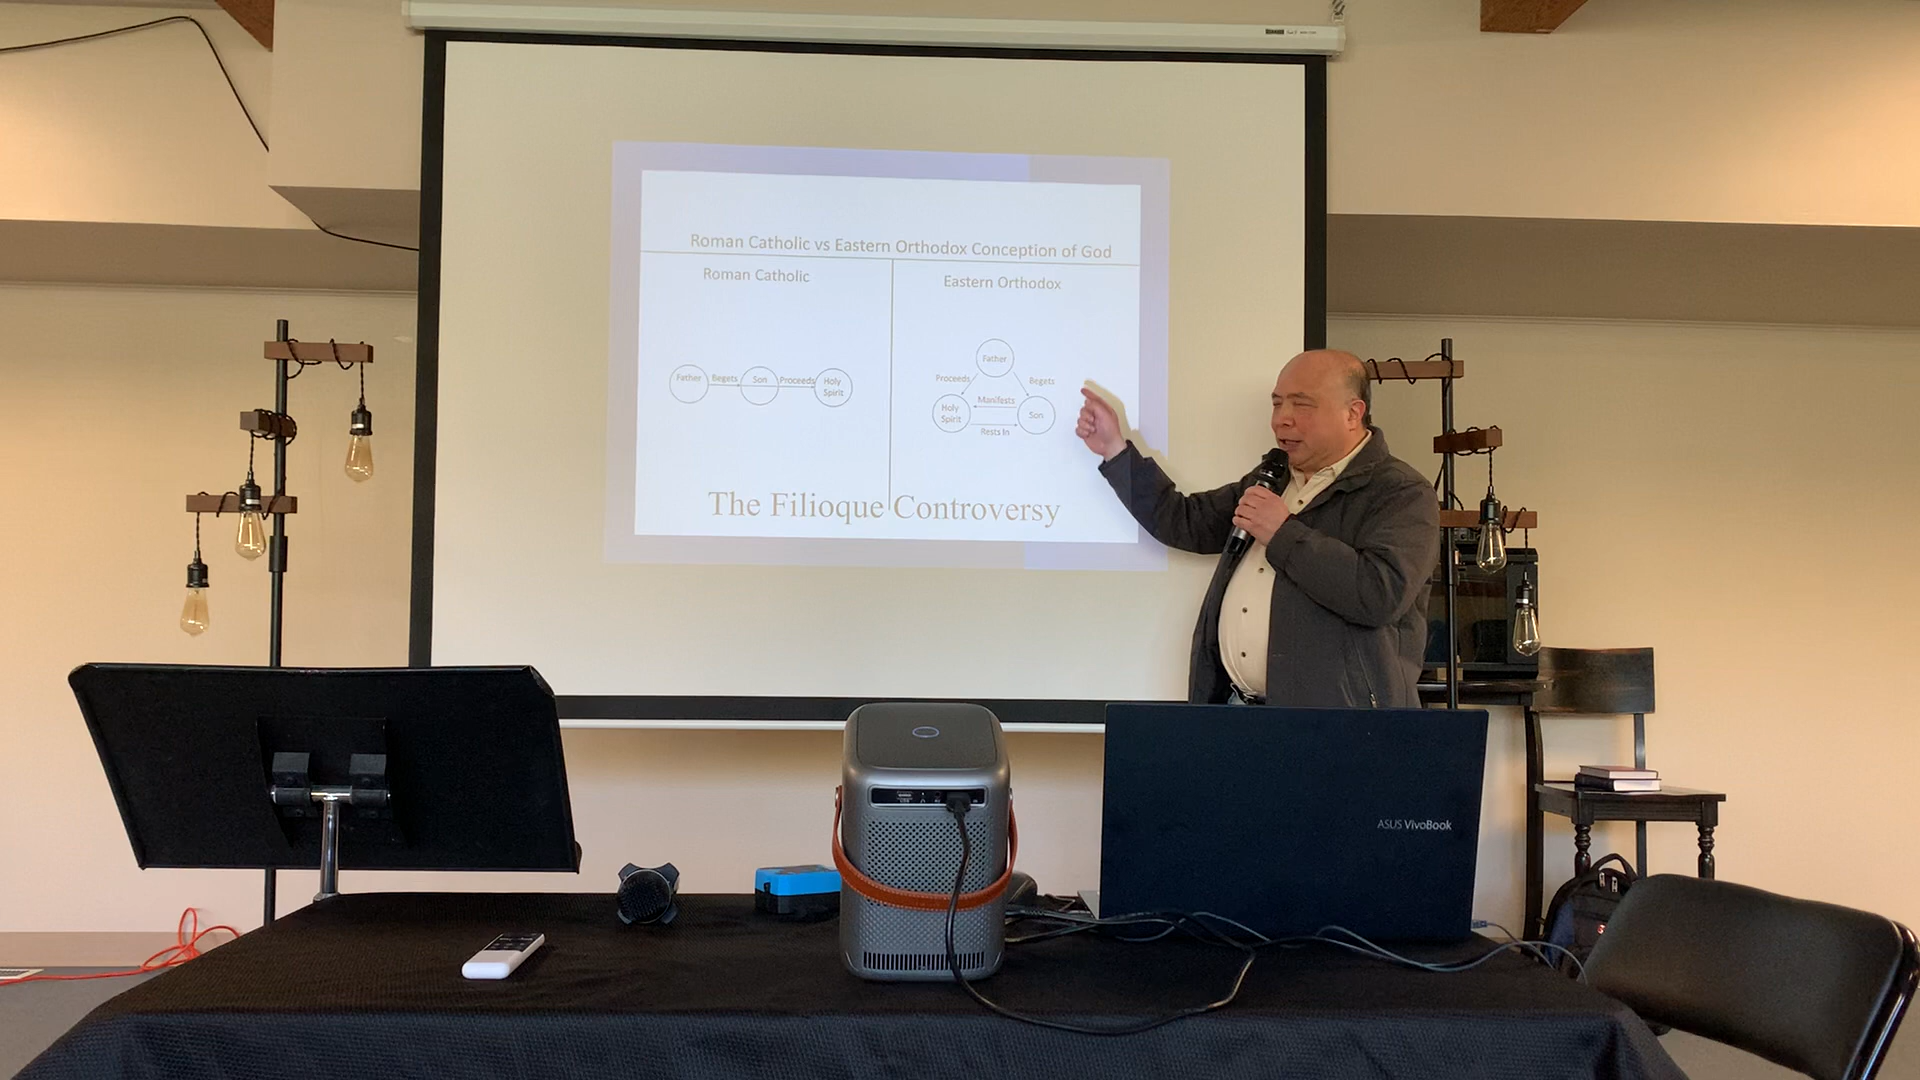 Roman Catholic vs Eastern Orthodox Conception of God
Roman Catholic
Eastern Orthodox
Father
Begets
Son
Proceeds
Holy
Spirit
Father
Proceeds
Begets
Manifests
Holy
Spirit
Son
Rests In
The Filioque Controversy
ASUS VivoBook